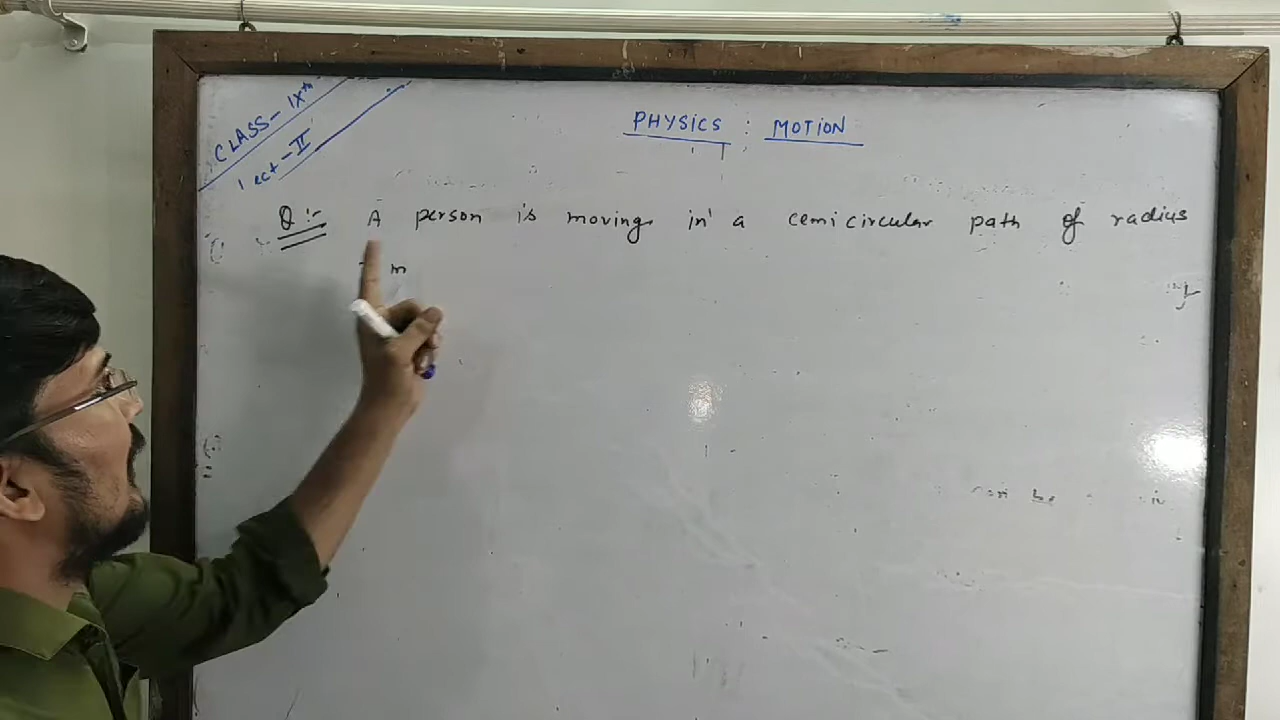 CLASS-IXth
Lect-II
PHYSICS : MOTION
Q :- A person is moving in a cemicircular path of radius
m